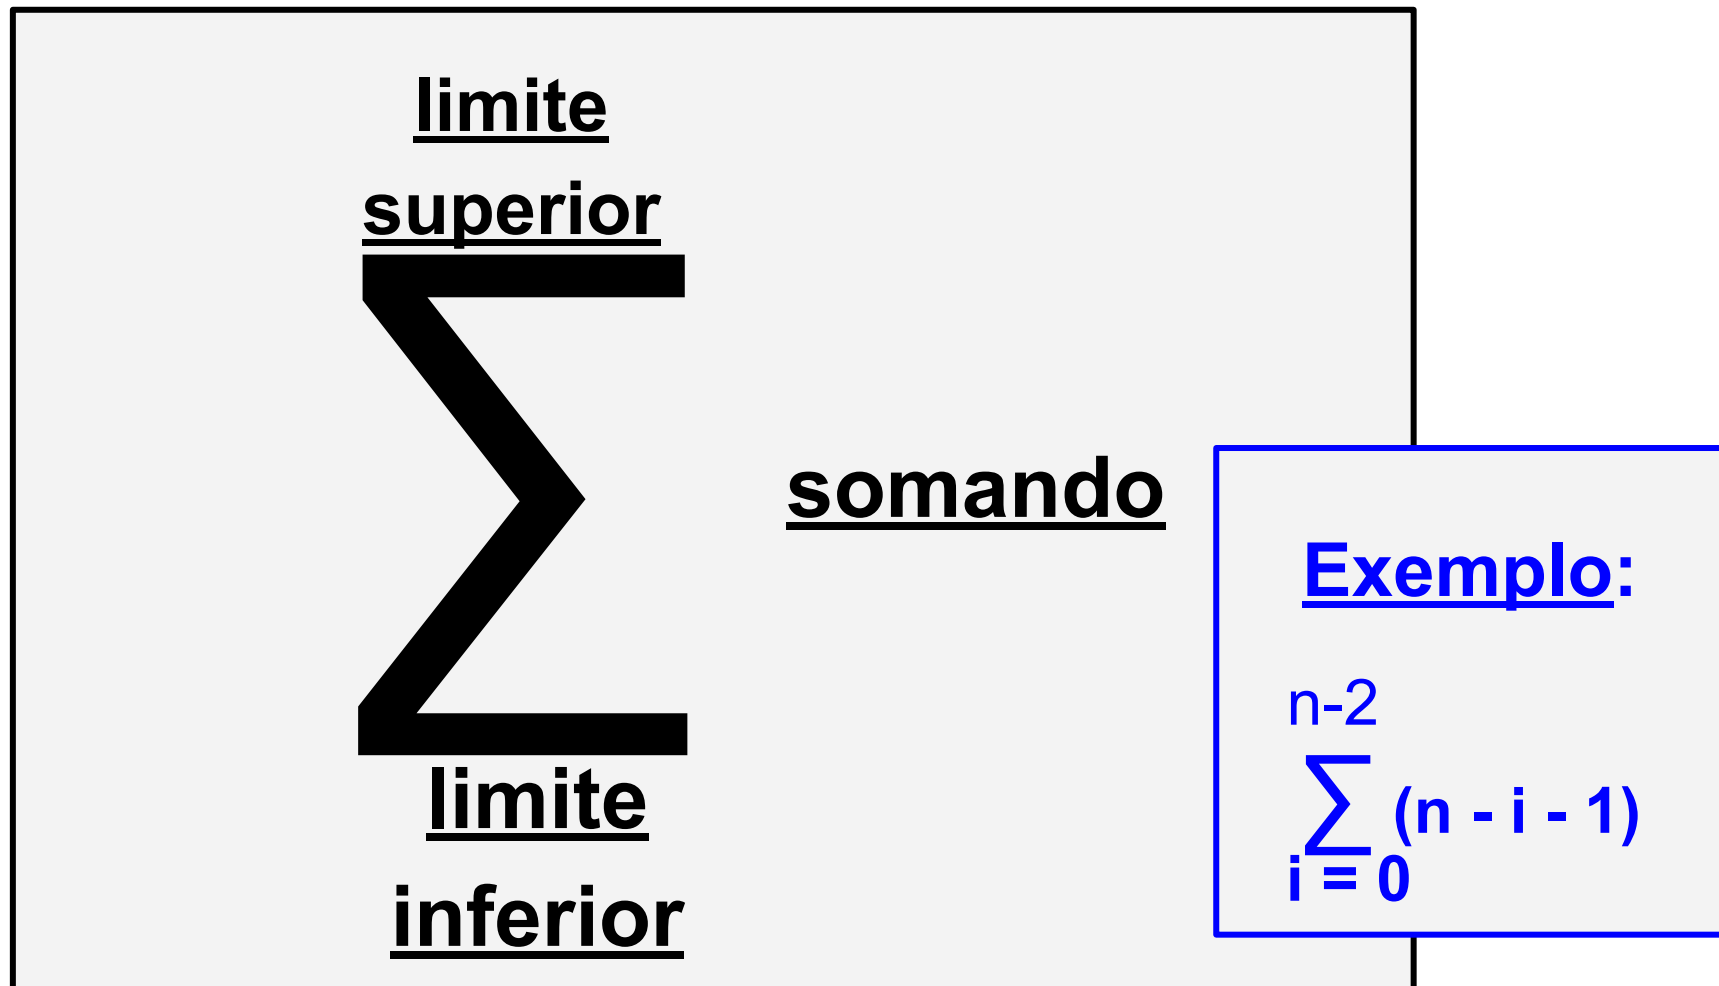 limite
superior
∑
somando
limite
inferior
Exemplo:
n-2
∑ (n - i - 1)
i = 0